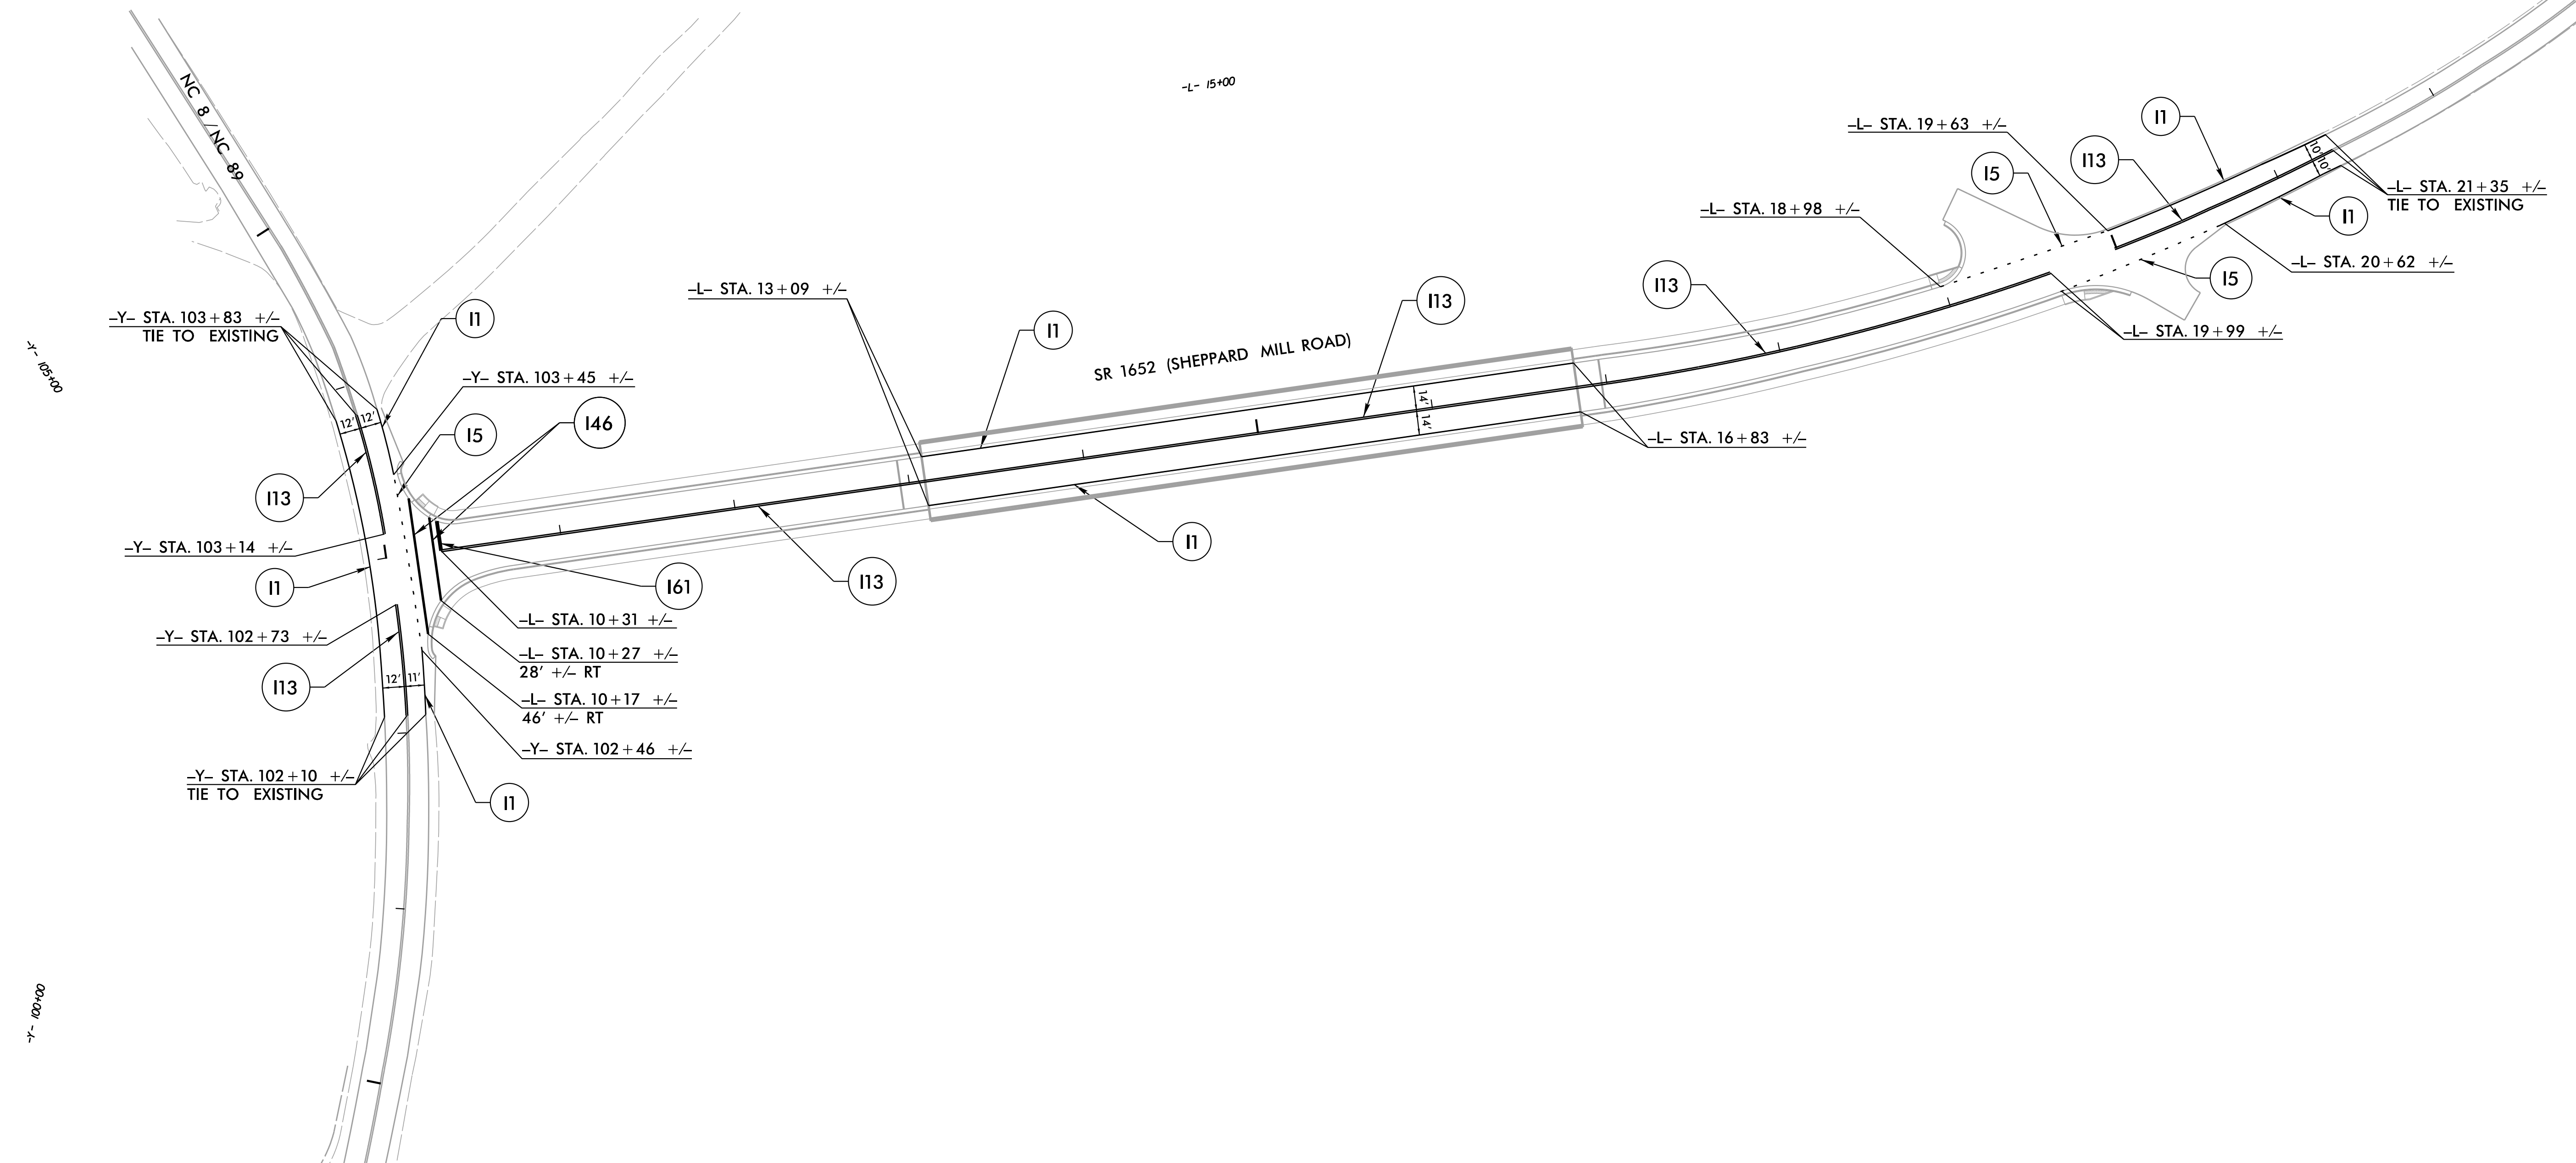 NC 8 / NC 89
-L- 15+00
-Y- 105+00
-Y- 100+00
-Y- STA. 103+83 +/-
TIE TO EXISTING
I1
-Y- STA. 103+45 +/-
I5
I46
12' 12'
I13
-Y- STA. 103+14 +/-
I1
I61
-Y- STA. 102+73 +/-
I13
12' 11'
-L- STA. 10+31 +/-
-L- STA. 10+27 +/-
28' +/- RT
-L- STA. 10+17 +/-
46' +/- RT
-Y- STA. 102+46 +/-
-Y- STA. 102+10 +/-
TIE TO EXISTING
I1
-L- STA. 13+09 +/-
I1
SR 1652 (SHEPPARD MILL ROAD)
I13
14'
14'
I13
I1
-L- STA. 16+83 +/-
I13
-L- STA. 18+98 +/-
-L- STA. 19+63 +/-
I5
I13
I1
10'
10'
-L- STA. 21+35 +/-
TIE TO EXISTING
I1
-L- STA. 20+62 +/-
I5
-L- STA. 19+99 +/-